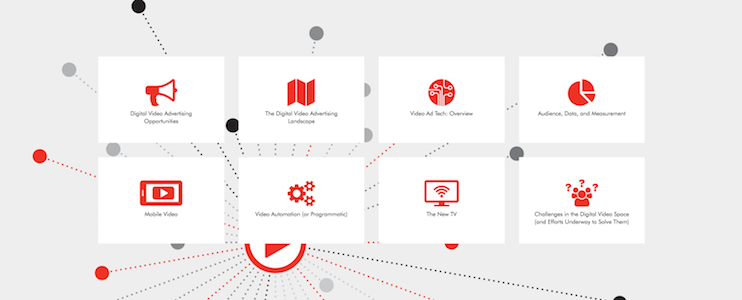 Digital Video Advertising
Opportunities
The Digital Video Advertising
Landscape
Video Ad Tech: Overview
Audience, Data, and Measurement
Mobile Video
Video Automation (or Programmatic)
The New TV
Challenges in the Digital Video Space
(and Efforts Underway to Solve Them)